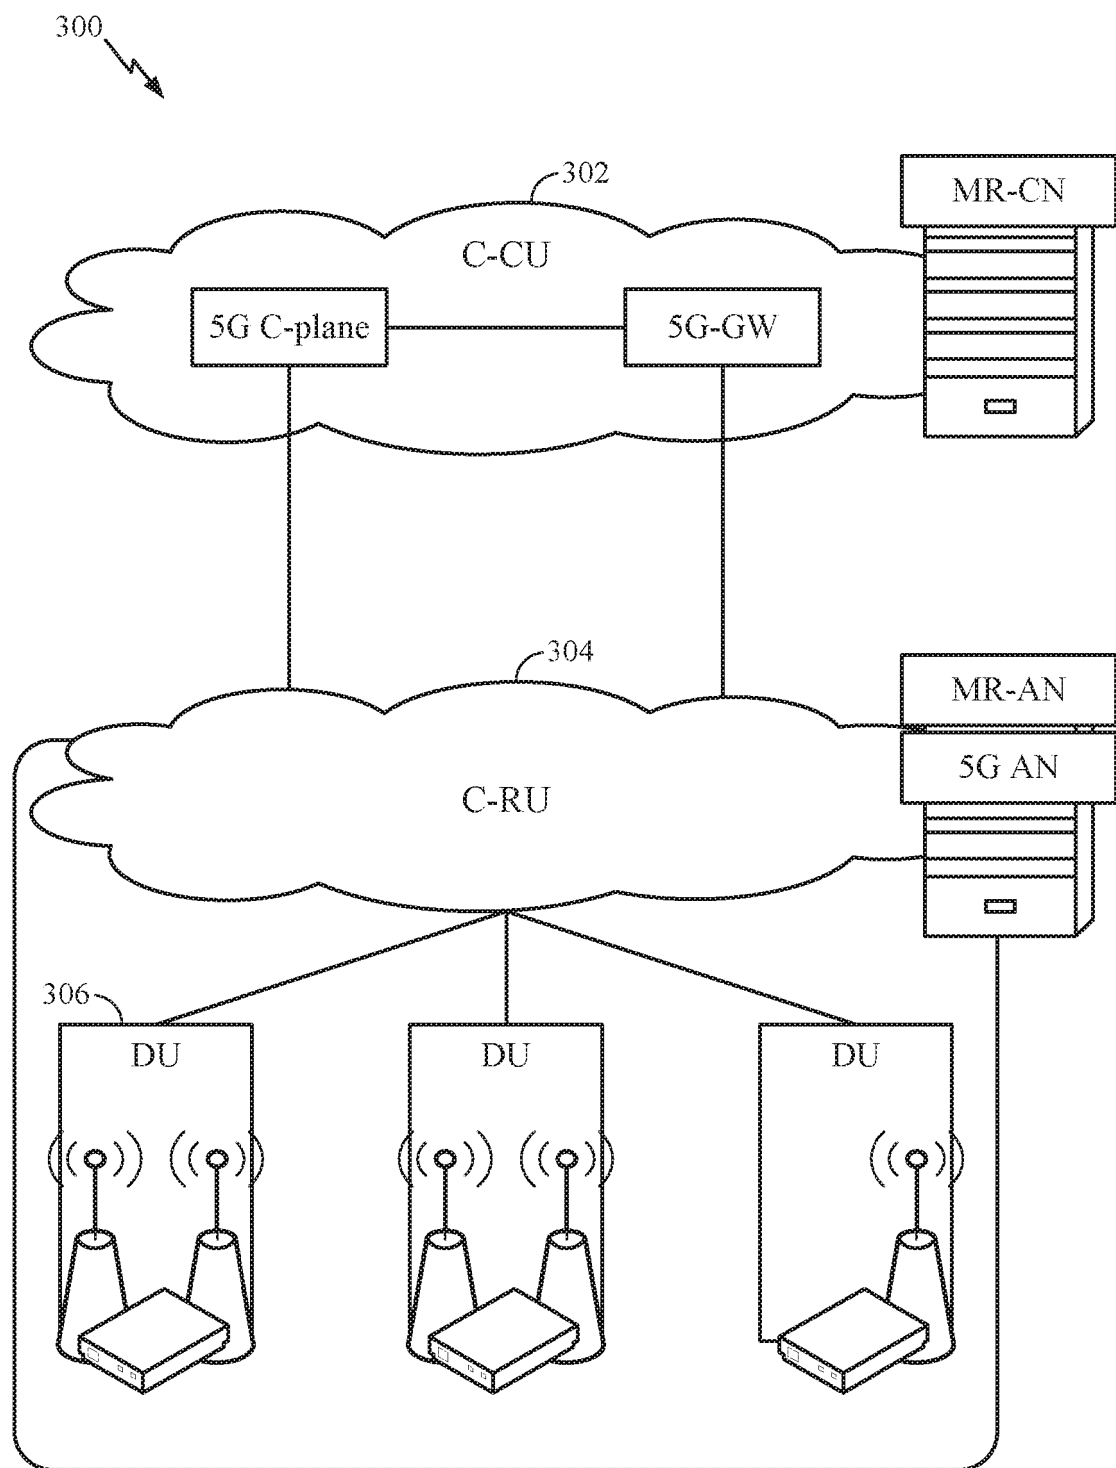 300
302
MR-CN
C-CU
5G C-plane
5G-GW
304
MR-AN
5G AN
C-RU
306
DU
DU
DU